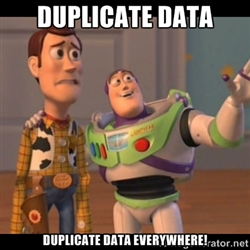 DUPLICATE DATA
DUPLICATE DATA EVERYWHERE!